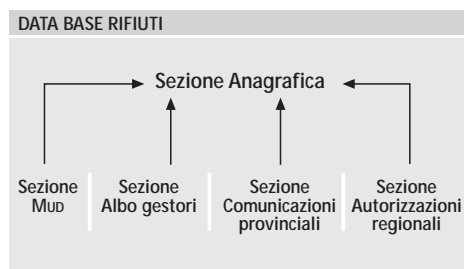 DATA BASE RIFIUTI
Sezione Anagrafica
Sezione
MUD
Sezione
Albo gestori
Sezione
Comunicazioni
provinciali
Sezione
Autorizzazioni
regionali